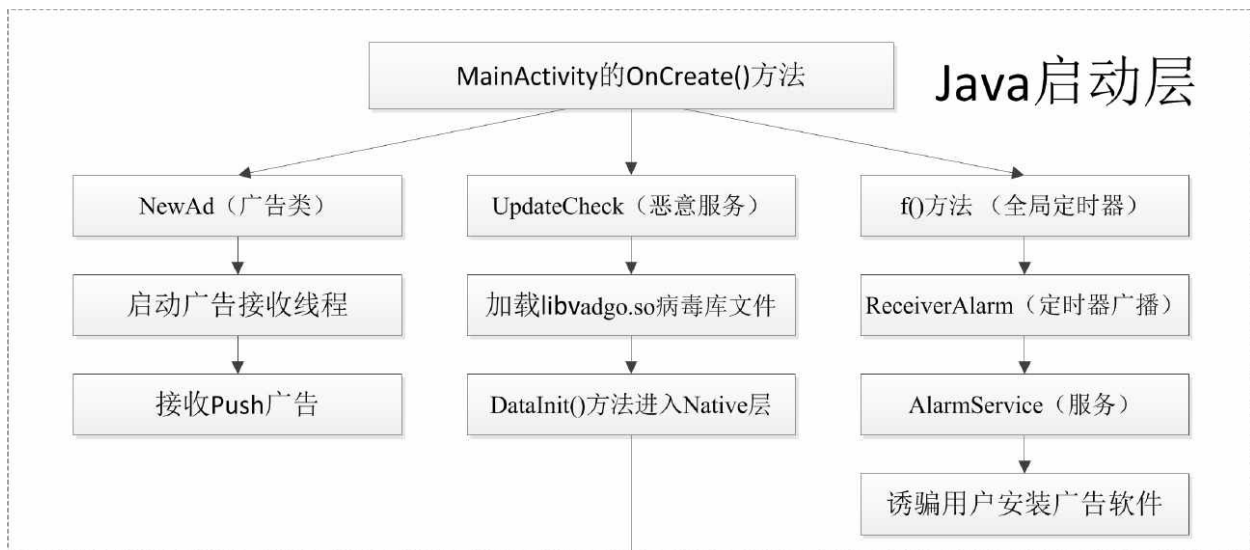 MainActivity的OnCreate()方法
Java启动层
NewAd（广告类）
UpdateCheck（恶意服务）
f()方法 （全局定时器）
启动广告接收线程
加载libvadgo.so病毒库文件
ReceiverAlarm（定时器广播）
接收Push广告
DataInit()方法进入Native层
AlarmService（服务）
诱骗用户安装广告软件